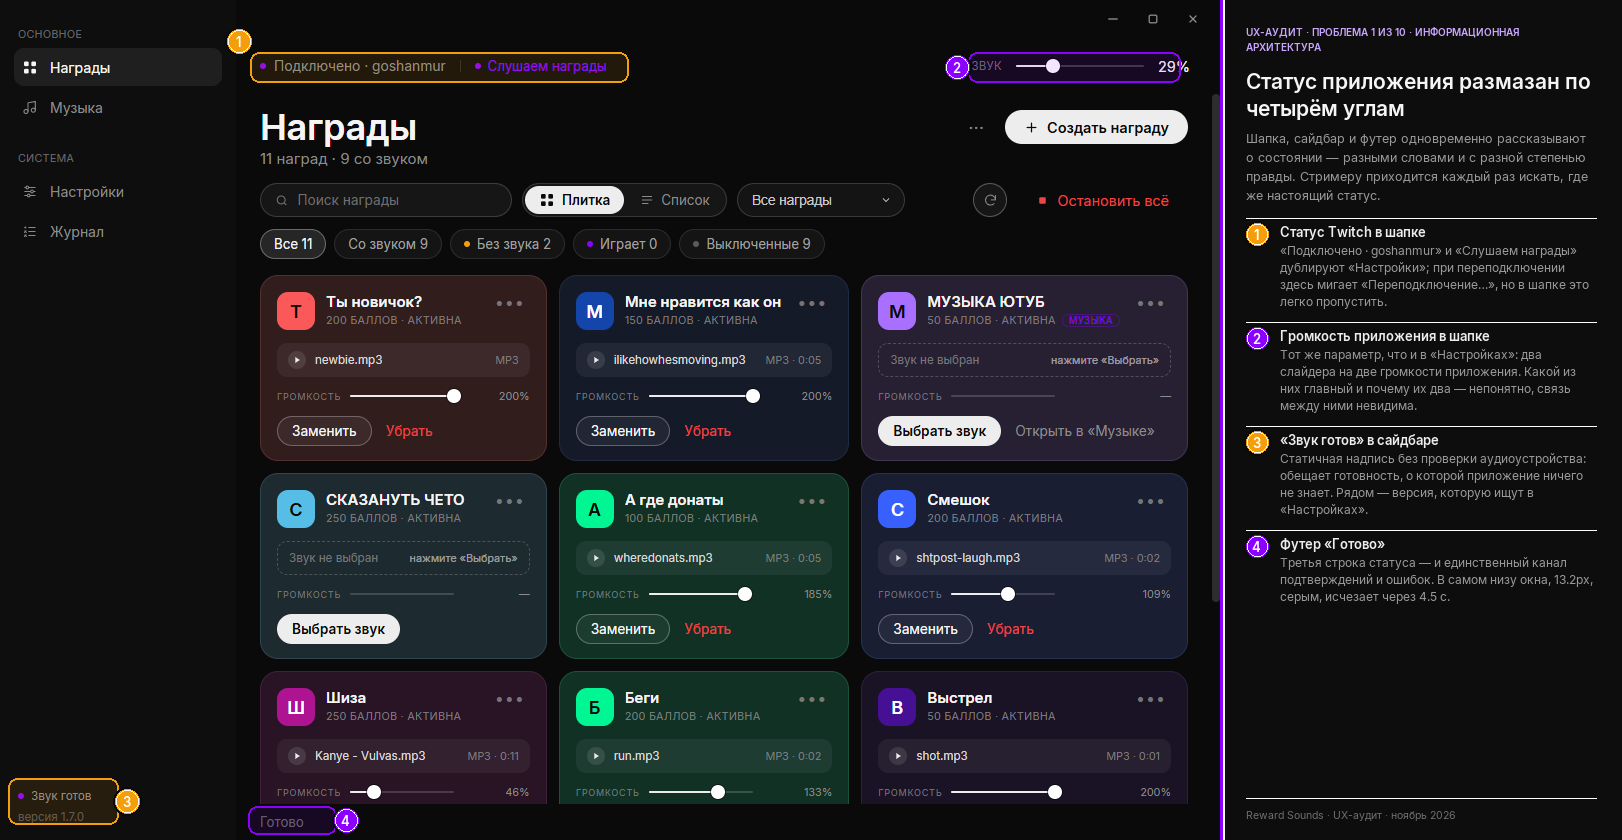 ОСНОВНОЕ
Награды
Музыка
СИСТЕМА
Настройки
Журнал
3
Звук готов
версия 1.7.0
1
Подключено · goshanmur
Слушаем награды
2
ЗВУК
29%
Награды
11 наград · 9 со звуком
...
+ Создать награду
Поиск награды
Плитка
Список
Все награды
Остановить всё
Все 11
Со звуком 9
Без звука 2
Играет 0
Выключенные 9
Т
Ты новичок?
200 БАЛЛОВ · АКТИВНА
newbie.mp3
MP3
ГРОМКОСТЬ
200%
Заменить
Убрать
М
Мне нравится как он
150 БАЛЛОВ · АКТИВНА
ilikehowhesmoving.mp3
MP3 · 0:05
ГРОМКОСТЬ
200%
Заменить
Убрать
М
МУЗЫКА ЮТУБ
50 БАЛЛОВ · АКТИВНА
МУЗЫКА
Звук не выбран
нажмите «Выбрать»
ГРОМКОСТЬ
—
Выбрать звук
Открыть в «Музыке»
С
СКАЗАНУТЬ ЧЕТО
250 БАЛЛОВ · АКТИВНА
Звук не выбран
нажмите «Выбрать»
ГРОМКОСТЬ
—
Выбрать звук
А
А где донаты
100 БАЛЛОВ · АКТИВНА
wheredonats.mp3
MP3 · 0:05
ГРОМКОСТЬ
185%
Заменить
Убрать
С
Смешок
200 БАЛЛОВ · АКТИВНА
shtpost-laugh.mp3
MP3 · 0:02
ГРОМКОСТЬ
109%
Заменить
Убрать
Ш
Шиза
250 БАЛЛОВ · АКТИВНА
Kanye - Vulvas.mp3
MP3 · 0:11
ГРОМКОСТЬ
46%
Б
Беги
200 БАЛЛОВ · АКТИВНА
run.mp3
MP3 · 0:02
ГРОМКОСТЬ
133%
В
Выстрел
50 БАЛЛОВ · АКТИВНА
shot.mp3
MP3 · 0:01
ГРОМКОСТЬ
200%
Готово
4
UX-АУДИТ · ПРОБЛЕМА 1 ИЗ 10 · ИНФОРМАЦИОННАЯ
АРХИТЕКТУРА
Статус приложения размазан по
четырём углам
Шапка, сайдбар и футер одновременно рассказывают
о состоянии — разными словами и с разной степенью
правды. Стримеру приходится каждый раз искать, где
же настоящий статус.
1
Статус Twitch в шапке
«Подключено · goshanmur» и «Слушаем награды»
дублируют «Настройки»; при переподключении
здесь мигает «Переподключение…», но в шапке это
легко пропустить.
2
Громкость приложения в шапке
Тот же параметр, что и в «Настройках»: два
слайдера на две громкости приложения. Какой из
них главный и почему их два — непонятно, связь
между ними невидима.
3
«Звук готов» в сайдбаре
Статичная надпись без проверки аудиоустройства:
обещает готовность, о которой приложение ничего
не знает. Рядом — версия, которую ищут в
«Настройках».
4
Футер «Готово»
Третья строка статуса — и единственный канал
подтверждений и ошибок. В самом низу окна, 13.2px,
серым, исчезает через 4.5 с.
Reward Sounds · UX-аудит · ноябрь 2026